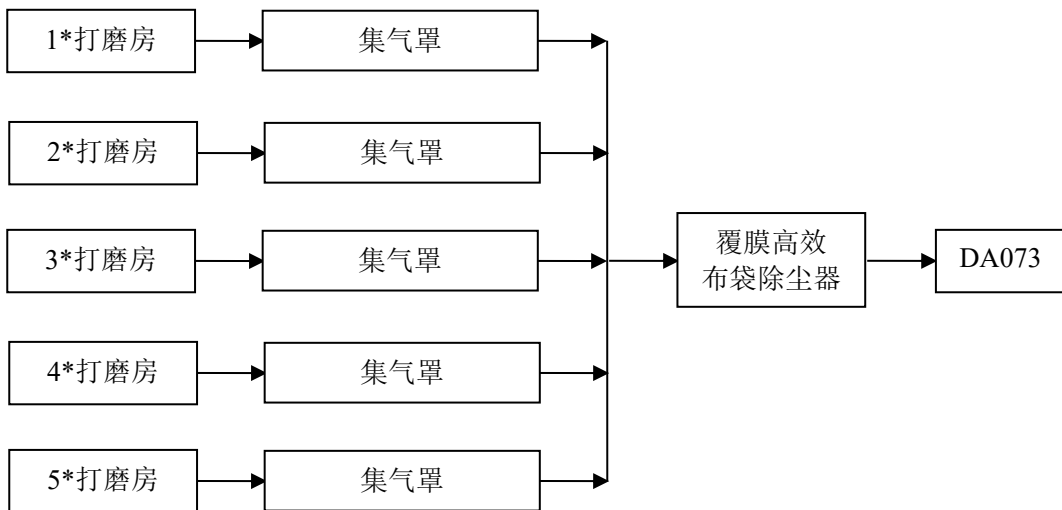 1*打磨房
集气罩
2*打磨房
集气罩
3*打磨房
集气罩
覆膜高效
布袋除尘器
DA073
4*打磨房
集气罩
5*打磨房
集气罩